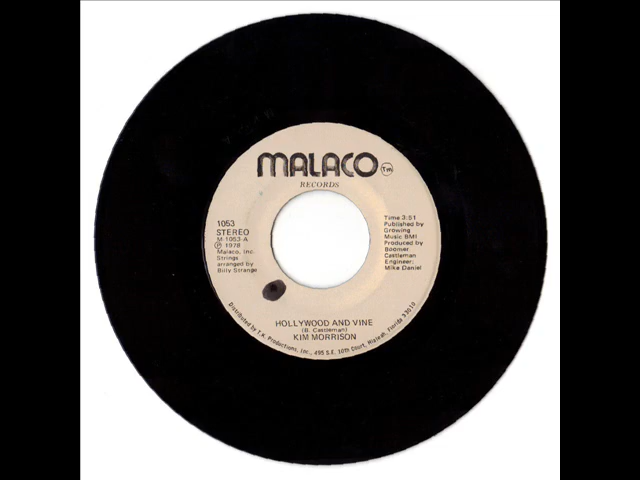 MALACO TM
RECORDS
1053
STEREO
M-1053-A
℗ 1978
Malaco, Inc.
Strings
arranged by
Billy Strange
Time 3:51
Published by
Growing
Music BMI
Produced by
Boomer
Castleman
Engineer:
Mike Daniel
HOLLYWOOD AND VINE
(B. Castleman)
KIM MORRISON
Distributed by T.K. Productions, Inc., 495 S.E. 10th Court, Hialeah, Florida 33010